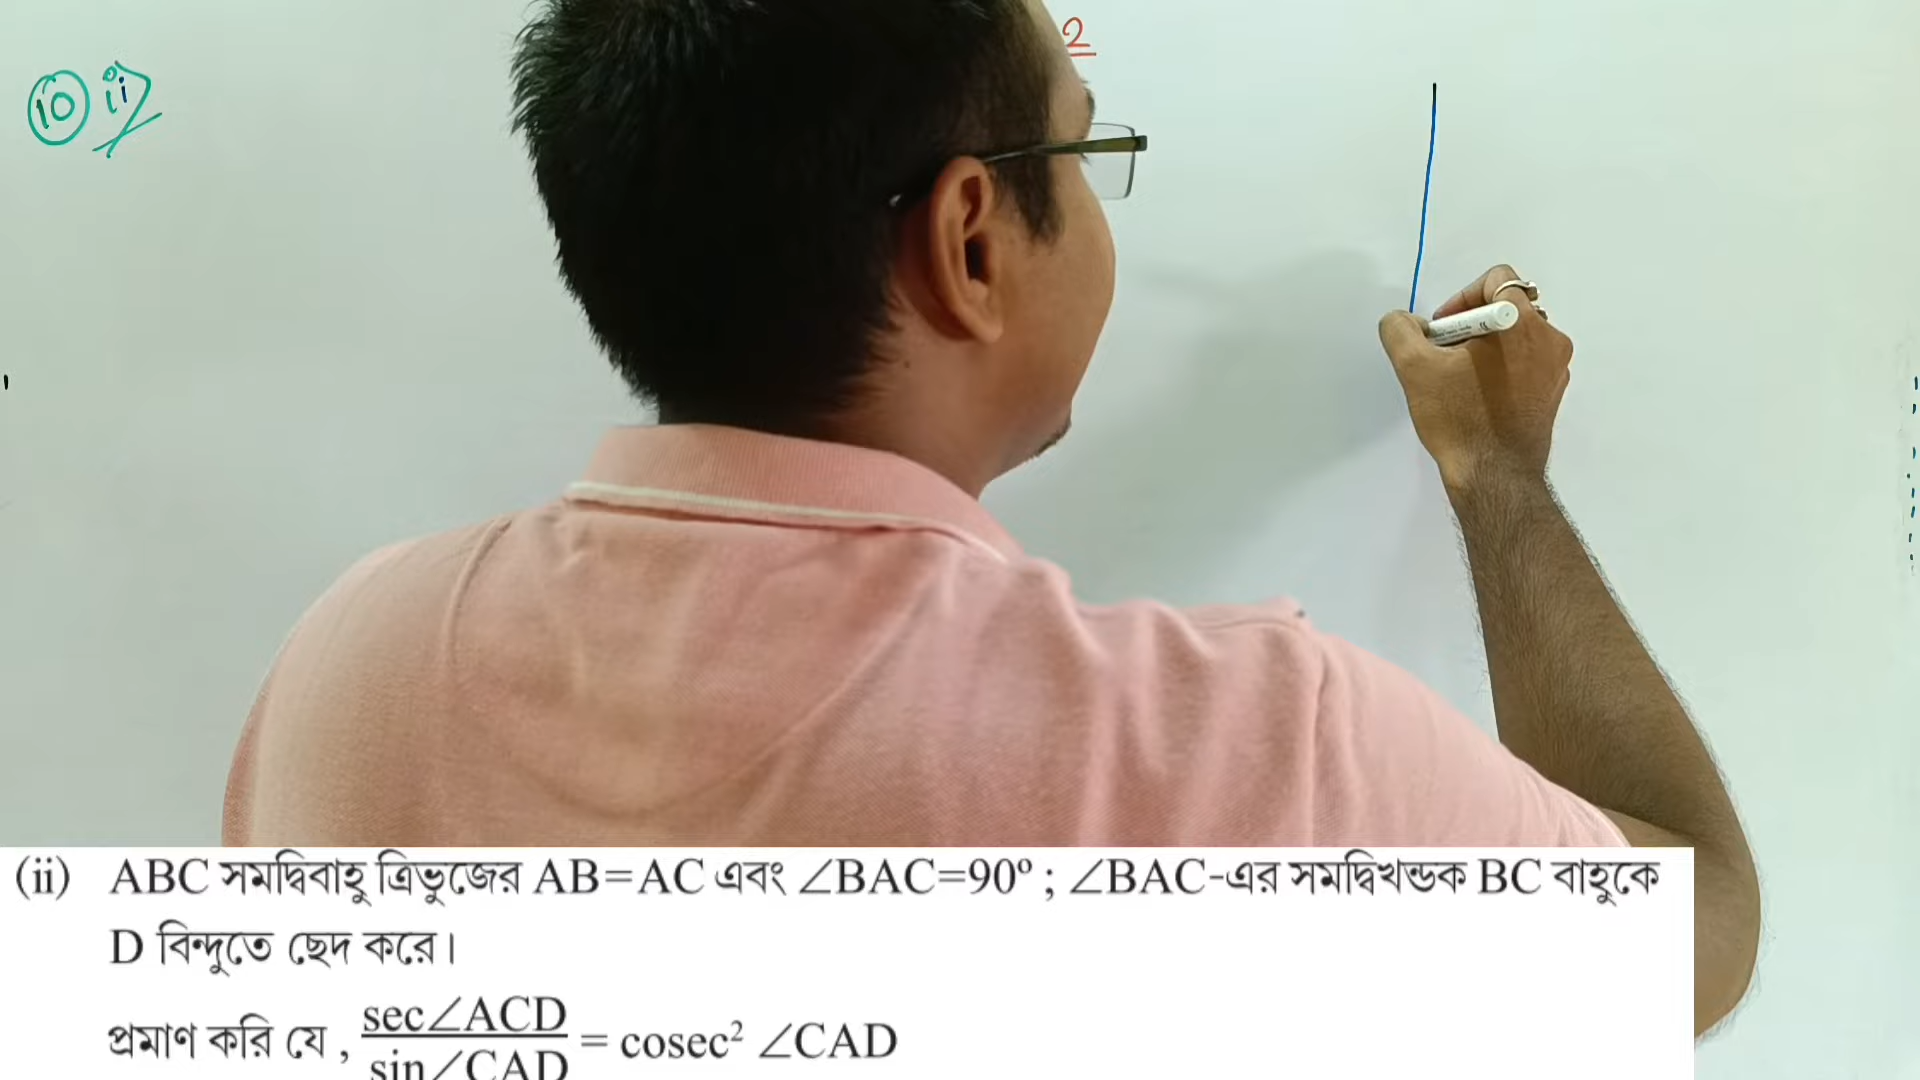 2
10 ii
(ii) ABC সমদ্বিবাহু ত্রিভুজের AB=AC এবং ∠BAC=90° ; ∠BAC-এর সমদ্বিখন্ডক BC বাহুকে
D বিন্দুতে ছেদ করে।
প্রমাণ করি যে , sec∠ACD/sin∠CAD = cosec² ∠CAD